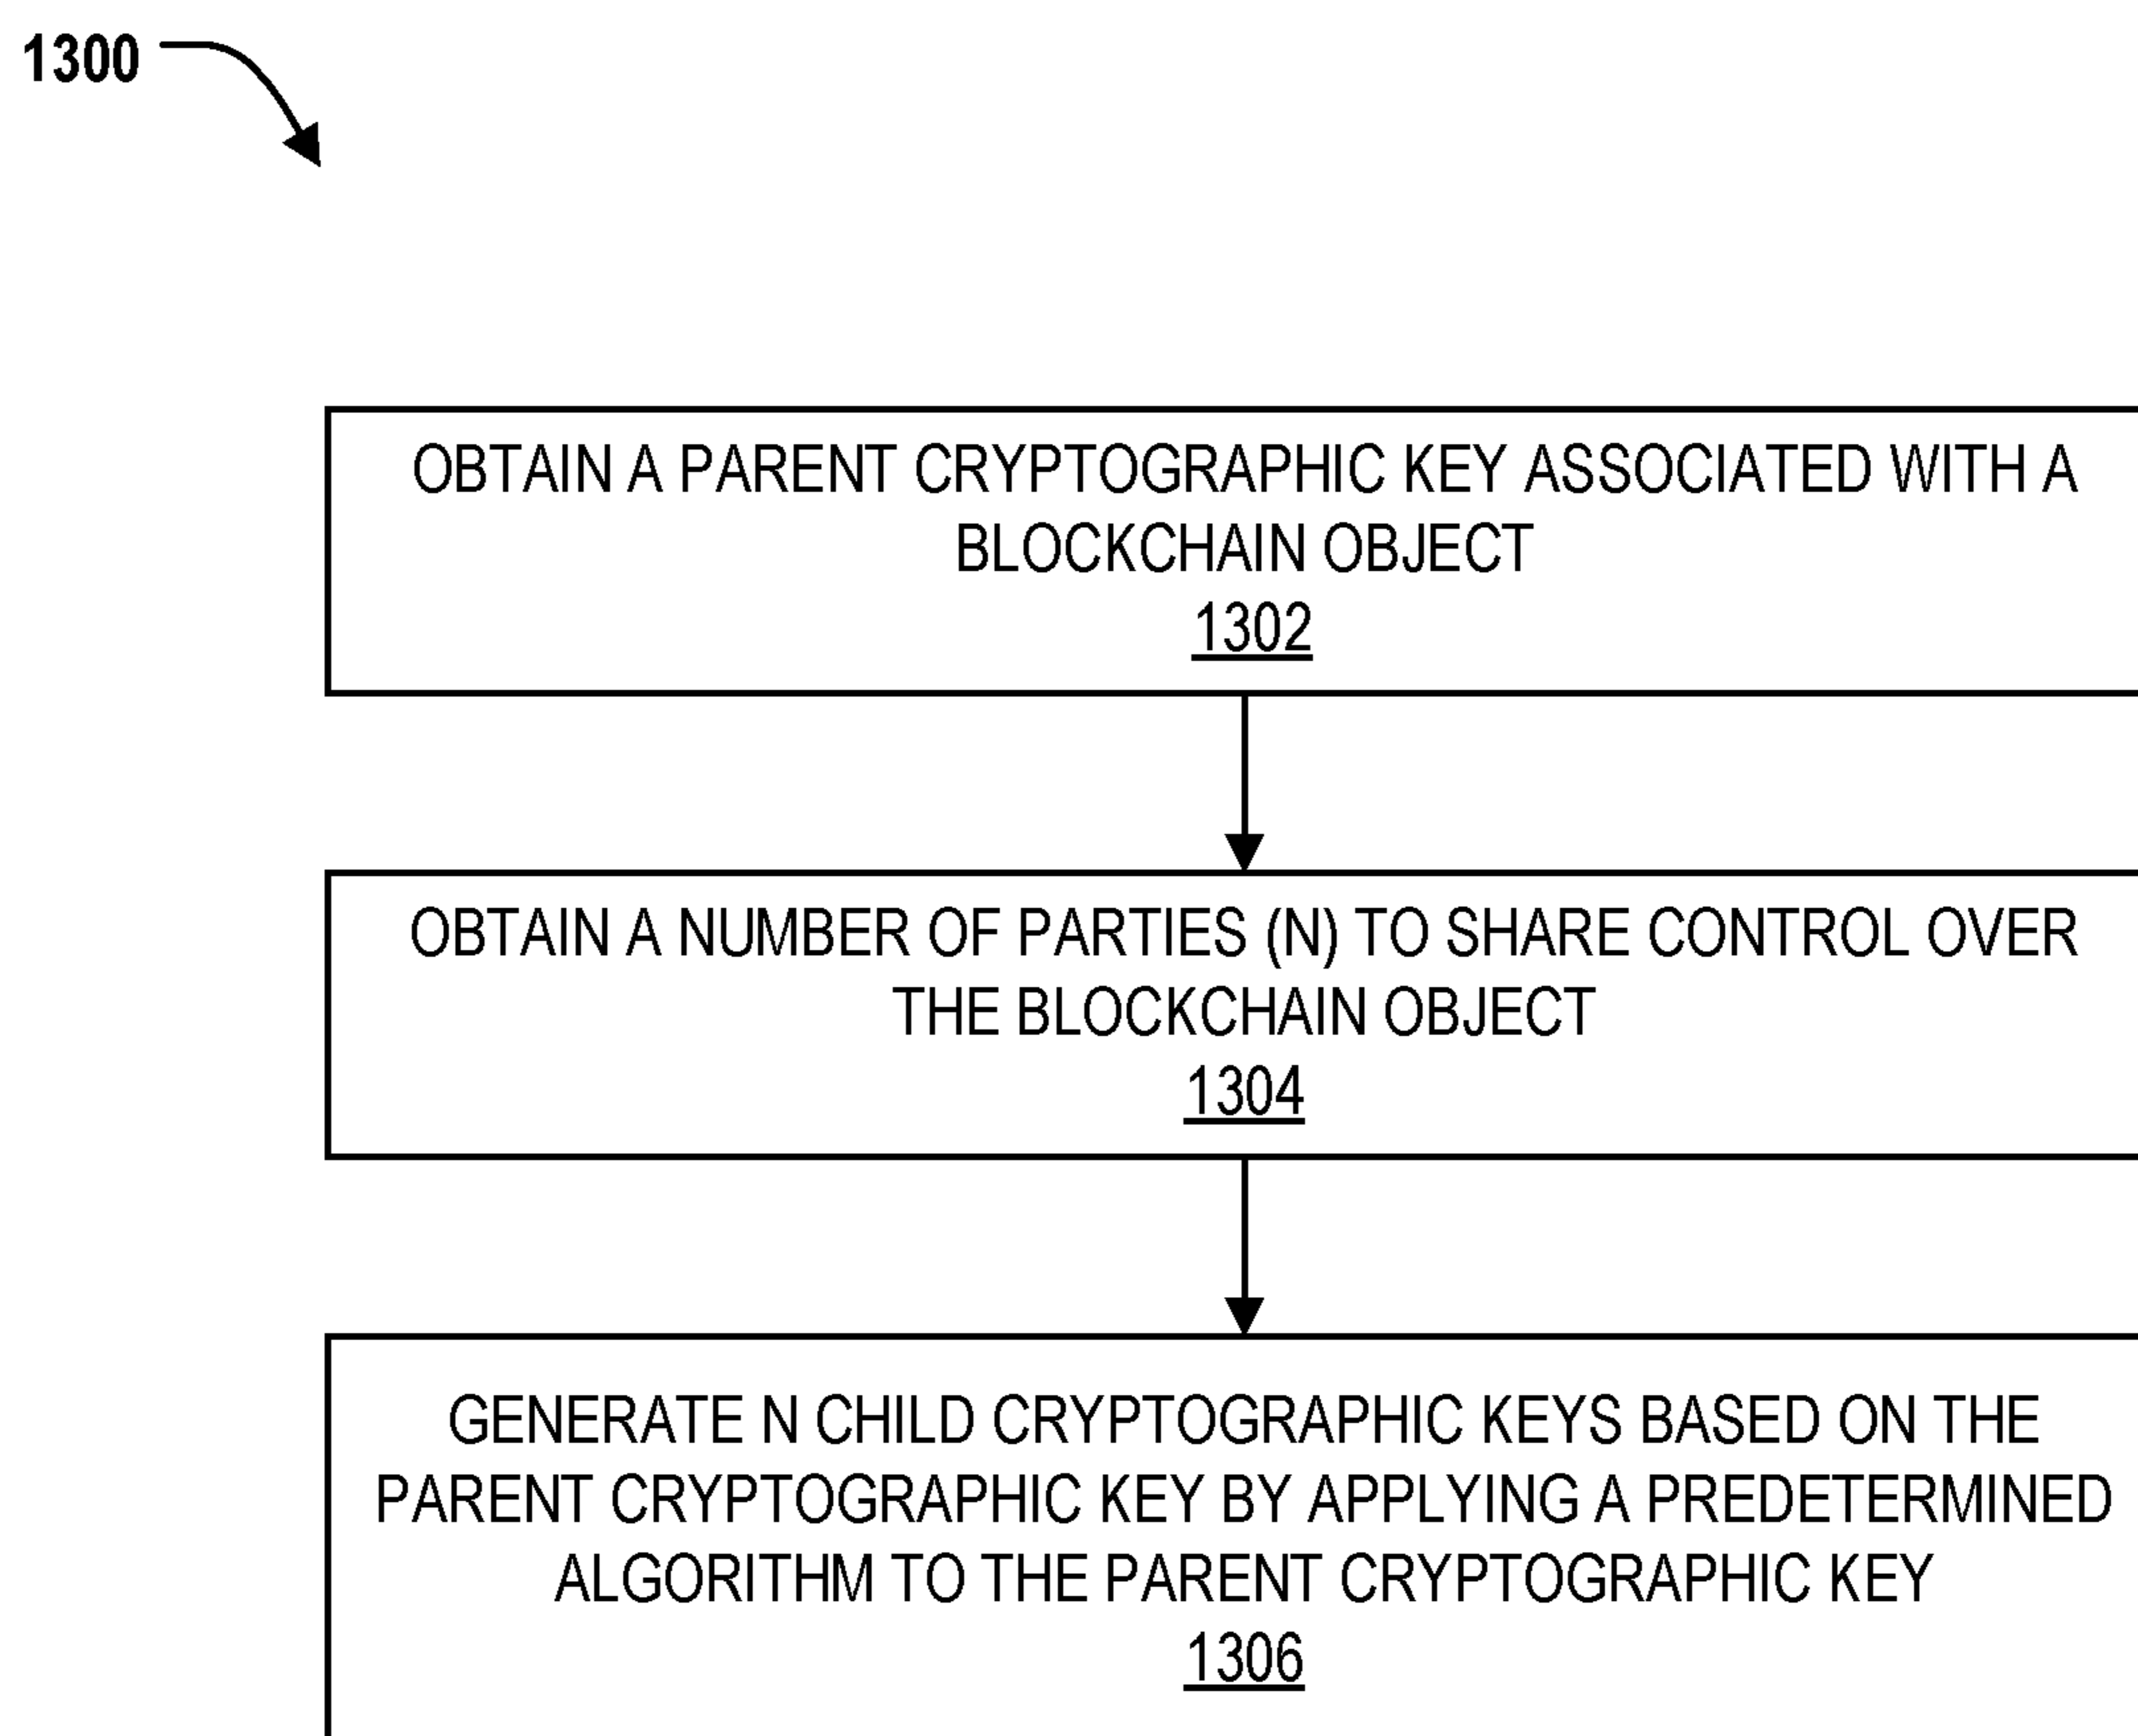 1300
OBTAIN A PARENT CRYPTOGRAPHIC KEY ASSOCIATED WITH A
BLOCKCHAIN OBJECT
1302
OBTAIN A NUMBER OF PARTIES (N) TO SHARE CONTROL OVER
THE BLOCKCHAIN OBJECT
1304
GENERATE N CHILD CRYPTOGRAPHIC KEYS BASED ON THE
PARENT CRYPTOGRAPHIC KEY BY APPLYING A PREDETERMINED
ALGORITHM TO THE PARENT CRYPTOGRAPHIC KEY
1306